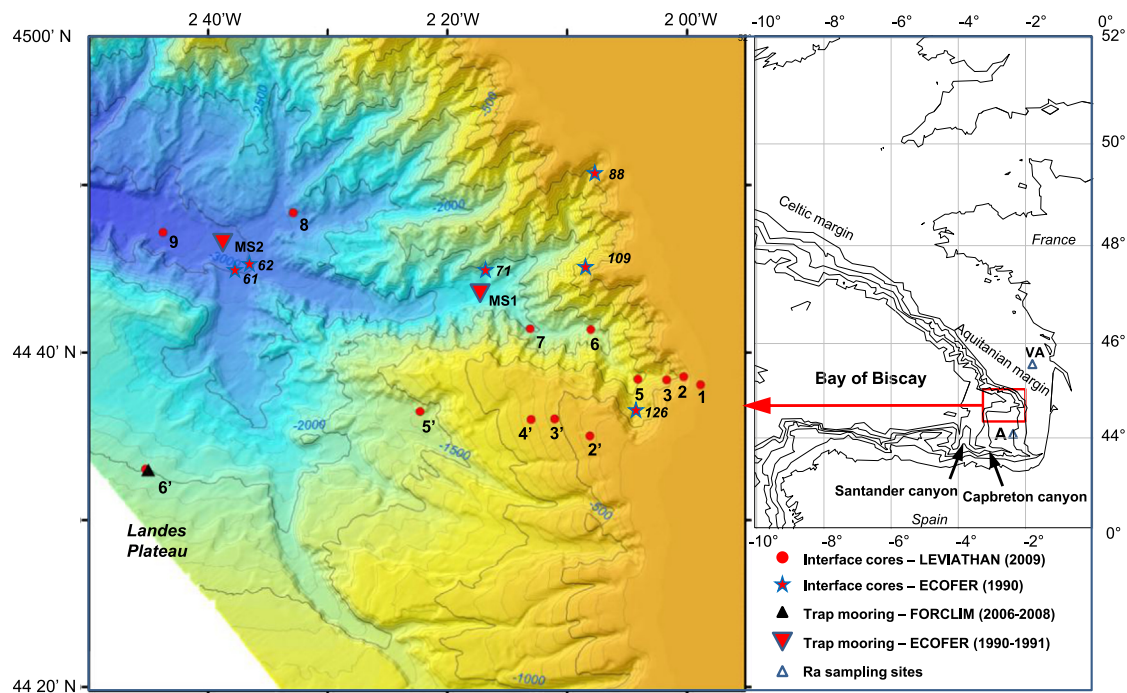 2 40'W
2 20'W
2 00'W
-10°
-8°
-6°
-4°
-2°
0°
4500' N
52°
-2500
-500
50°
88
-2000
Celtic margin
8
9
MS2
France
48°
-3000
62
61
71
109
MS1
7
6
Aquitanian margin
46°
VA
44 40' N
5
3
2
1
Bay of Biscay
126
5'
4'
3'
2'
-2000
-1500
A
44°
6'
Santander canyon
Capbreton canyon
-500
Landes
Plateau
Spain
-10°
-8°
-6°
-4°
-2°
0°
Interface cores – LEVIATHAN (2009)
Interface cores – ECOFER (1990)
Trap mooring – FORCLIM (2006-2008)
Trap mooring – ECOFER (1990-1991)
Ra sampling sites
-1000
44 20' N